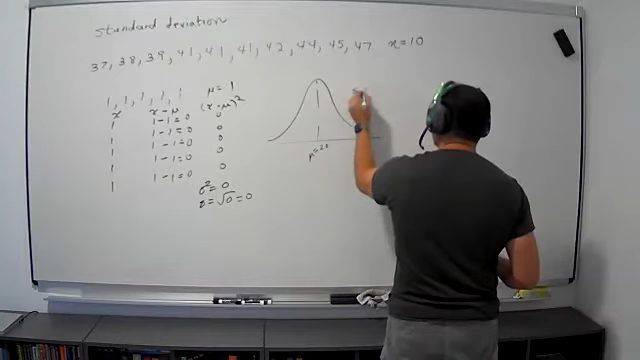 standard deviation
37, 38, 39, 41, 41, 41, 42, 44, 45, 47 n=10
1, 1, 1, 1, 1, 1 μ=1
x x-μ (x-μ)²
1 1-1=0 0
1 1-1=0 0
1 1-1=0 0
1 1-1=0 0
1 1-1=0 0
1
σ²=0
=√0=0
μ=20